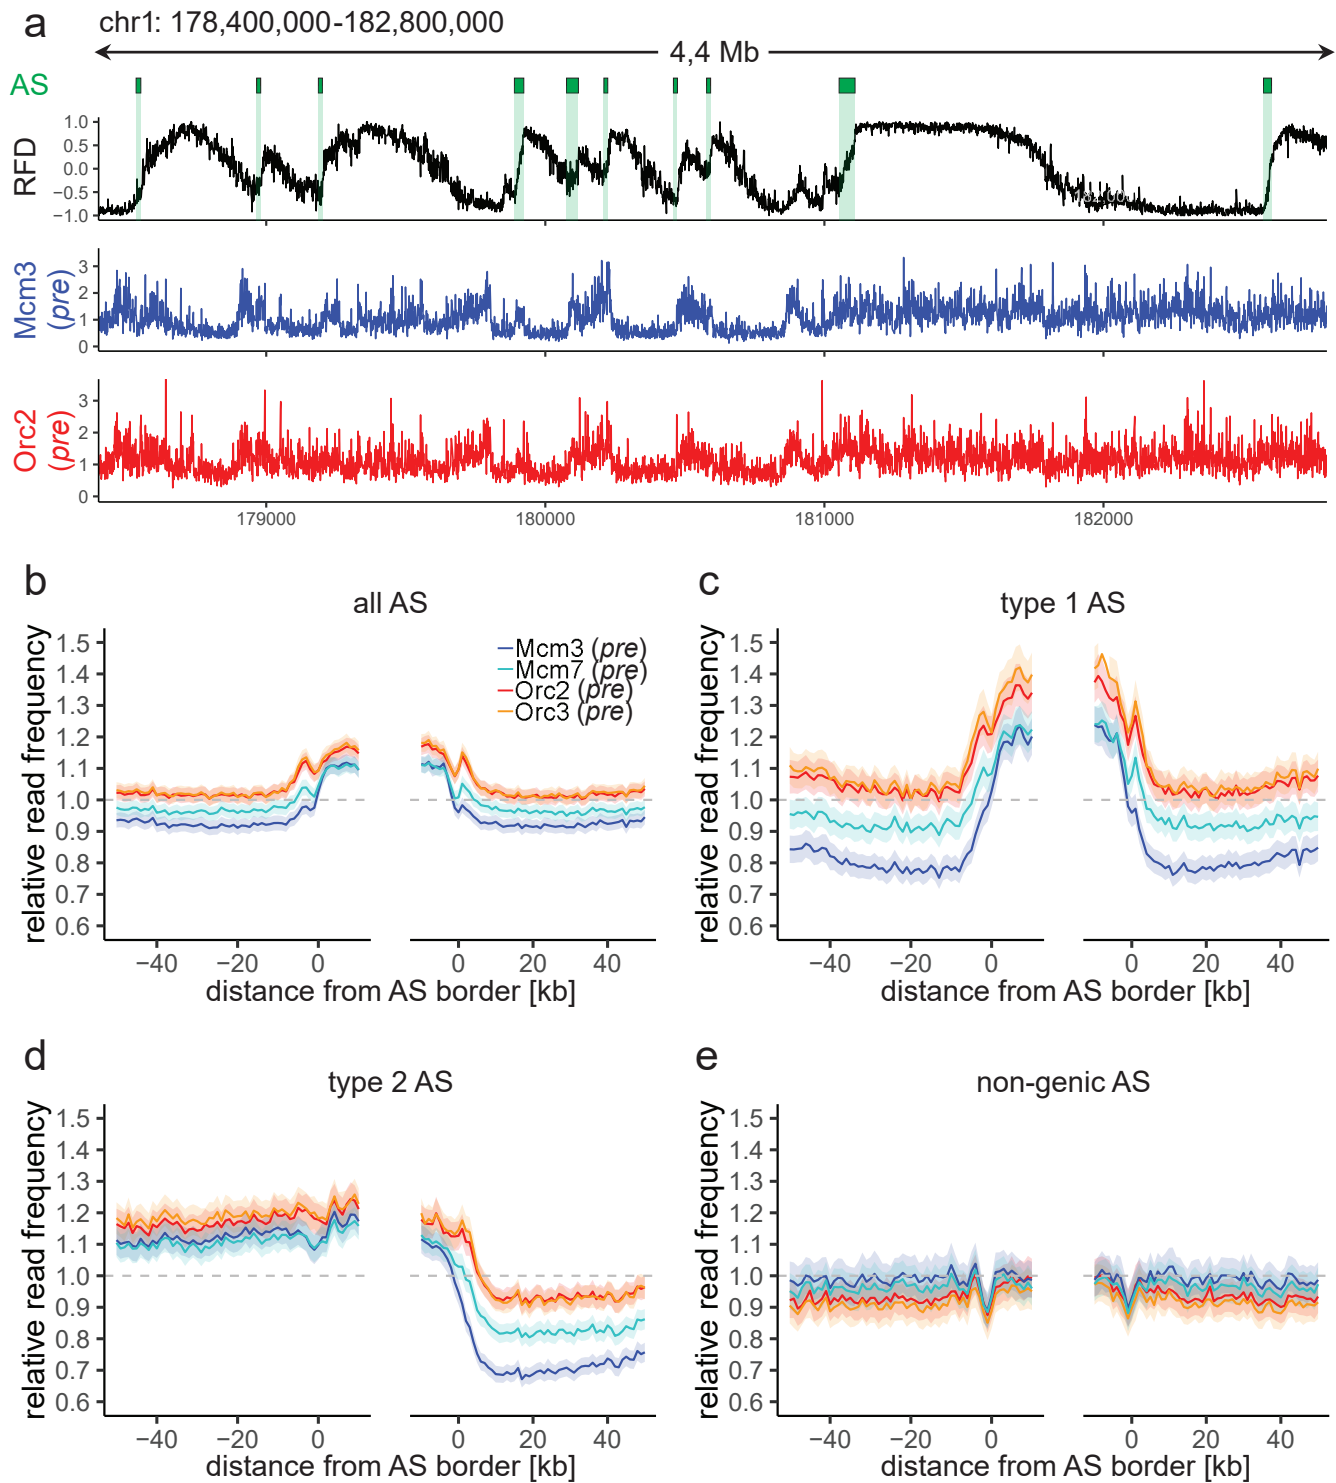 a
chr1: 178,400,000-182,800,000
4,4 Mb
AS
RFD
1.0
0.5
0.0
−0.5
−1.0
Mcm3
(pre)
3
2
1
0
Orc2
(pre)
3
2
1
0
179000
180000
181000
182000
b
all AS
relative read frequency
1.5
1.4
1.3
1.2
1.1
1.0
0.9
0.8
0.7
0.6
Mcm3 (pre)
Mcm7 (pre)
Orc2 (pre)
Orc3 (pre)
−40 −20 0 0 20 40
distance from AS border [kb]
c
type 1 AS
relative read frequency
1.5
1.4
1.3
1.2
1.1
1.0
0.9
0.8
0.7
0.6
−40 −20 0 0 20 40
distance from AS border [kb]
d
type 2 AS
relative read frequency
1.5
1.4
1.3
1.2
1.1
1.0
0.9
0.8
0.7
0.6
−40 −20 0 0 20 40
distance from AS border [kb]
e
non-genic AS
relative read frequency
1.5
1.4
1.3
1.2
1.1
1.0
0.9
0.8
0.7
0.6
−40 −20 0 0 20 40
distance from AS border [kb]